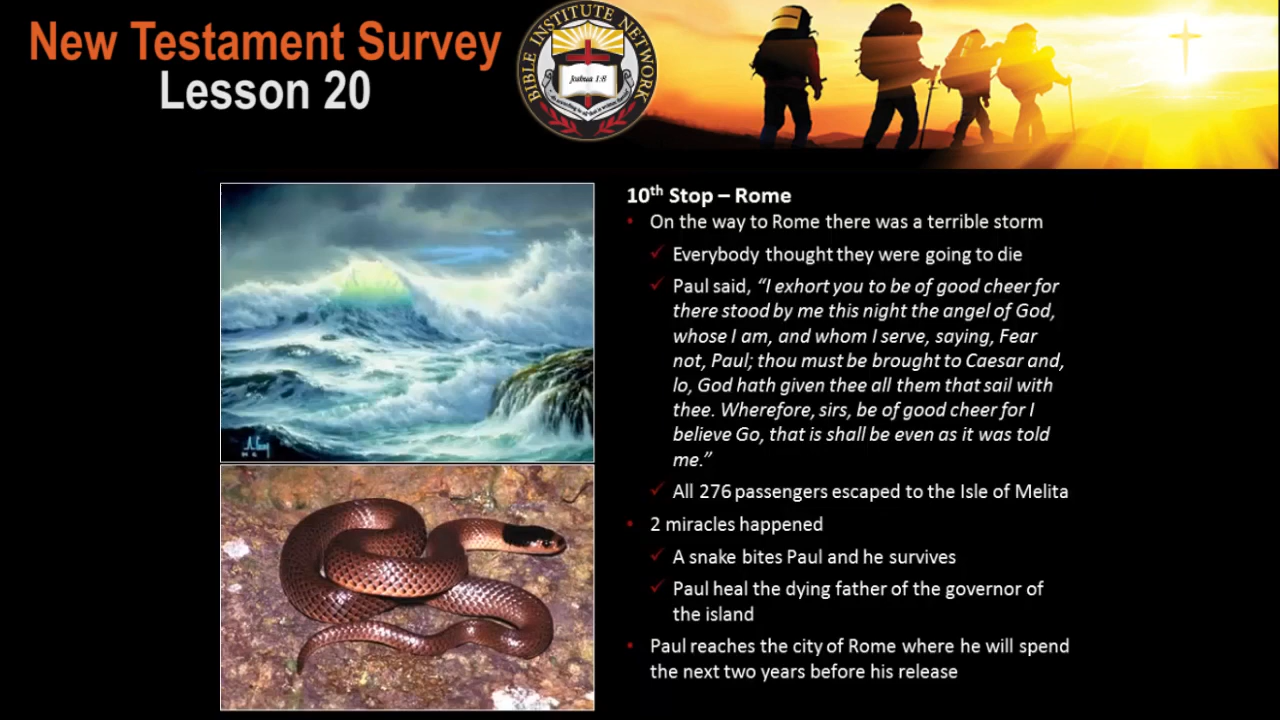 New Testament Survey
Lesson 20
BIBLE INSTITUTE NETWORK
Joshua 1:8
10th Stop – Rome
• On the way to Rome there was a terrible storm
✓ Everybody thought they were going to die
✓ Paul said, “I exhort you to be of good cheer for
there stood by me this night the angel of God,
whose I am, and whom I serve, saying, Fear
not, Paul; thou must be brought to Caesar and,
lo, God hath given thee all them that sail with
thee. Wherefore, sirs, be of good cheer for I
believe Go, that is shall be even as it was told
me.”
✓ All 276 passengers escaped to the Isle of Melita
• 2 miracles happened
✓ A snake bites Paul and he survives
✓ Paul heal the dying father of the governor of
the island
• Paul reaches the city of Rome where he will spend
the next two years before his release